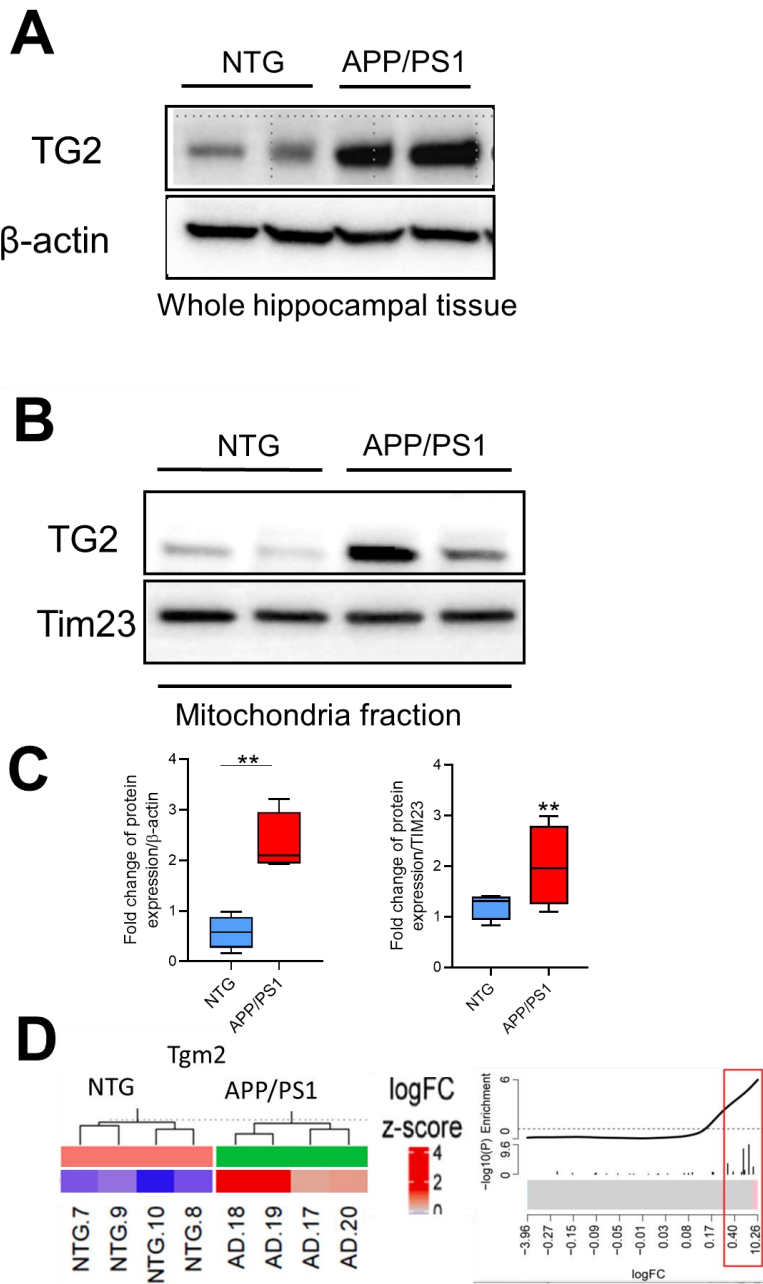 A
NTG APP/PS1
TG2
β-actin
Whole hippocampal tissue
B
NTG APP/PS1
TG2
Tim23
Mitochondria fraction
C
Fold change of protein
expression/β-actin
4
3
2
1
0
**
NTG
APP/PS1
Fold change of protein
expression/TIM23
4
3
2
1
0
**
NTG
APP/PS1
D
Tgm2
NTG APP/PS1
NTG.7
NTG.9
NTG.10
NTG.8
AD.18
AD.19
AD.17
AD.20
logFC
z-score
4
2
0
Enrichment
6
0
−log10(P)
9.6
0
-3.96
-0.27
-0.15
-0.09
-0.05
-0.01
0.03
0.08
0.17
0.40
10.26
logFC